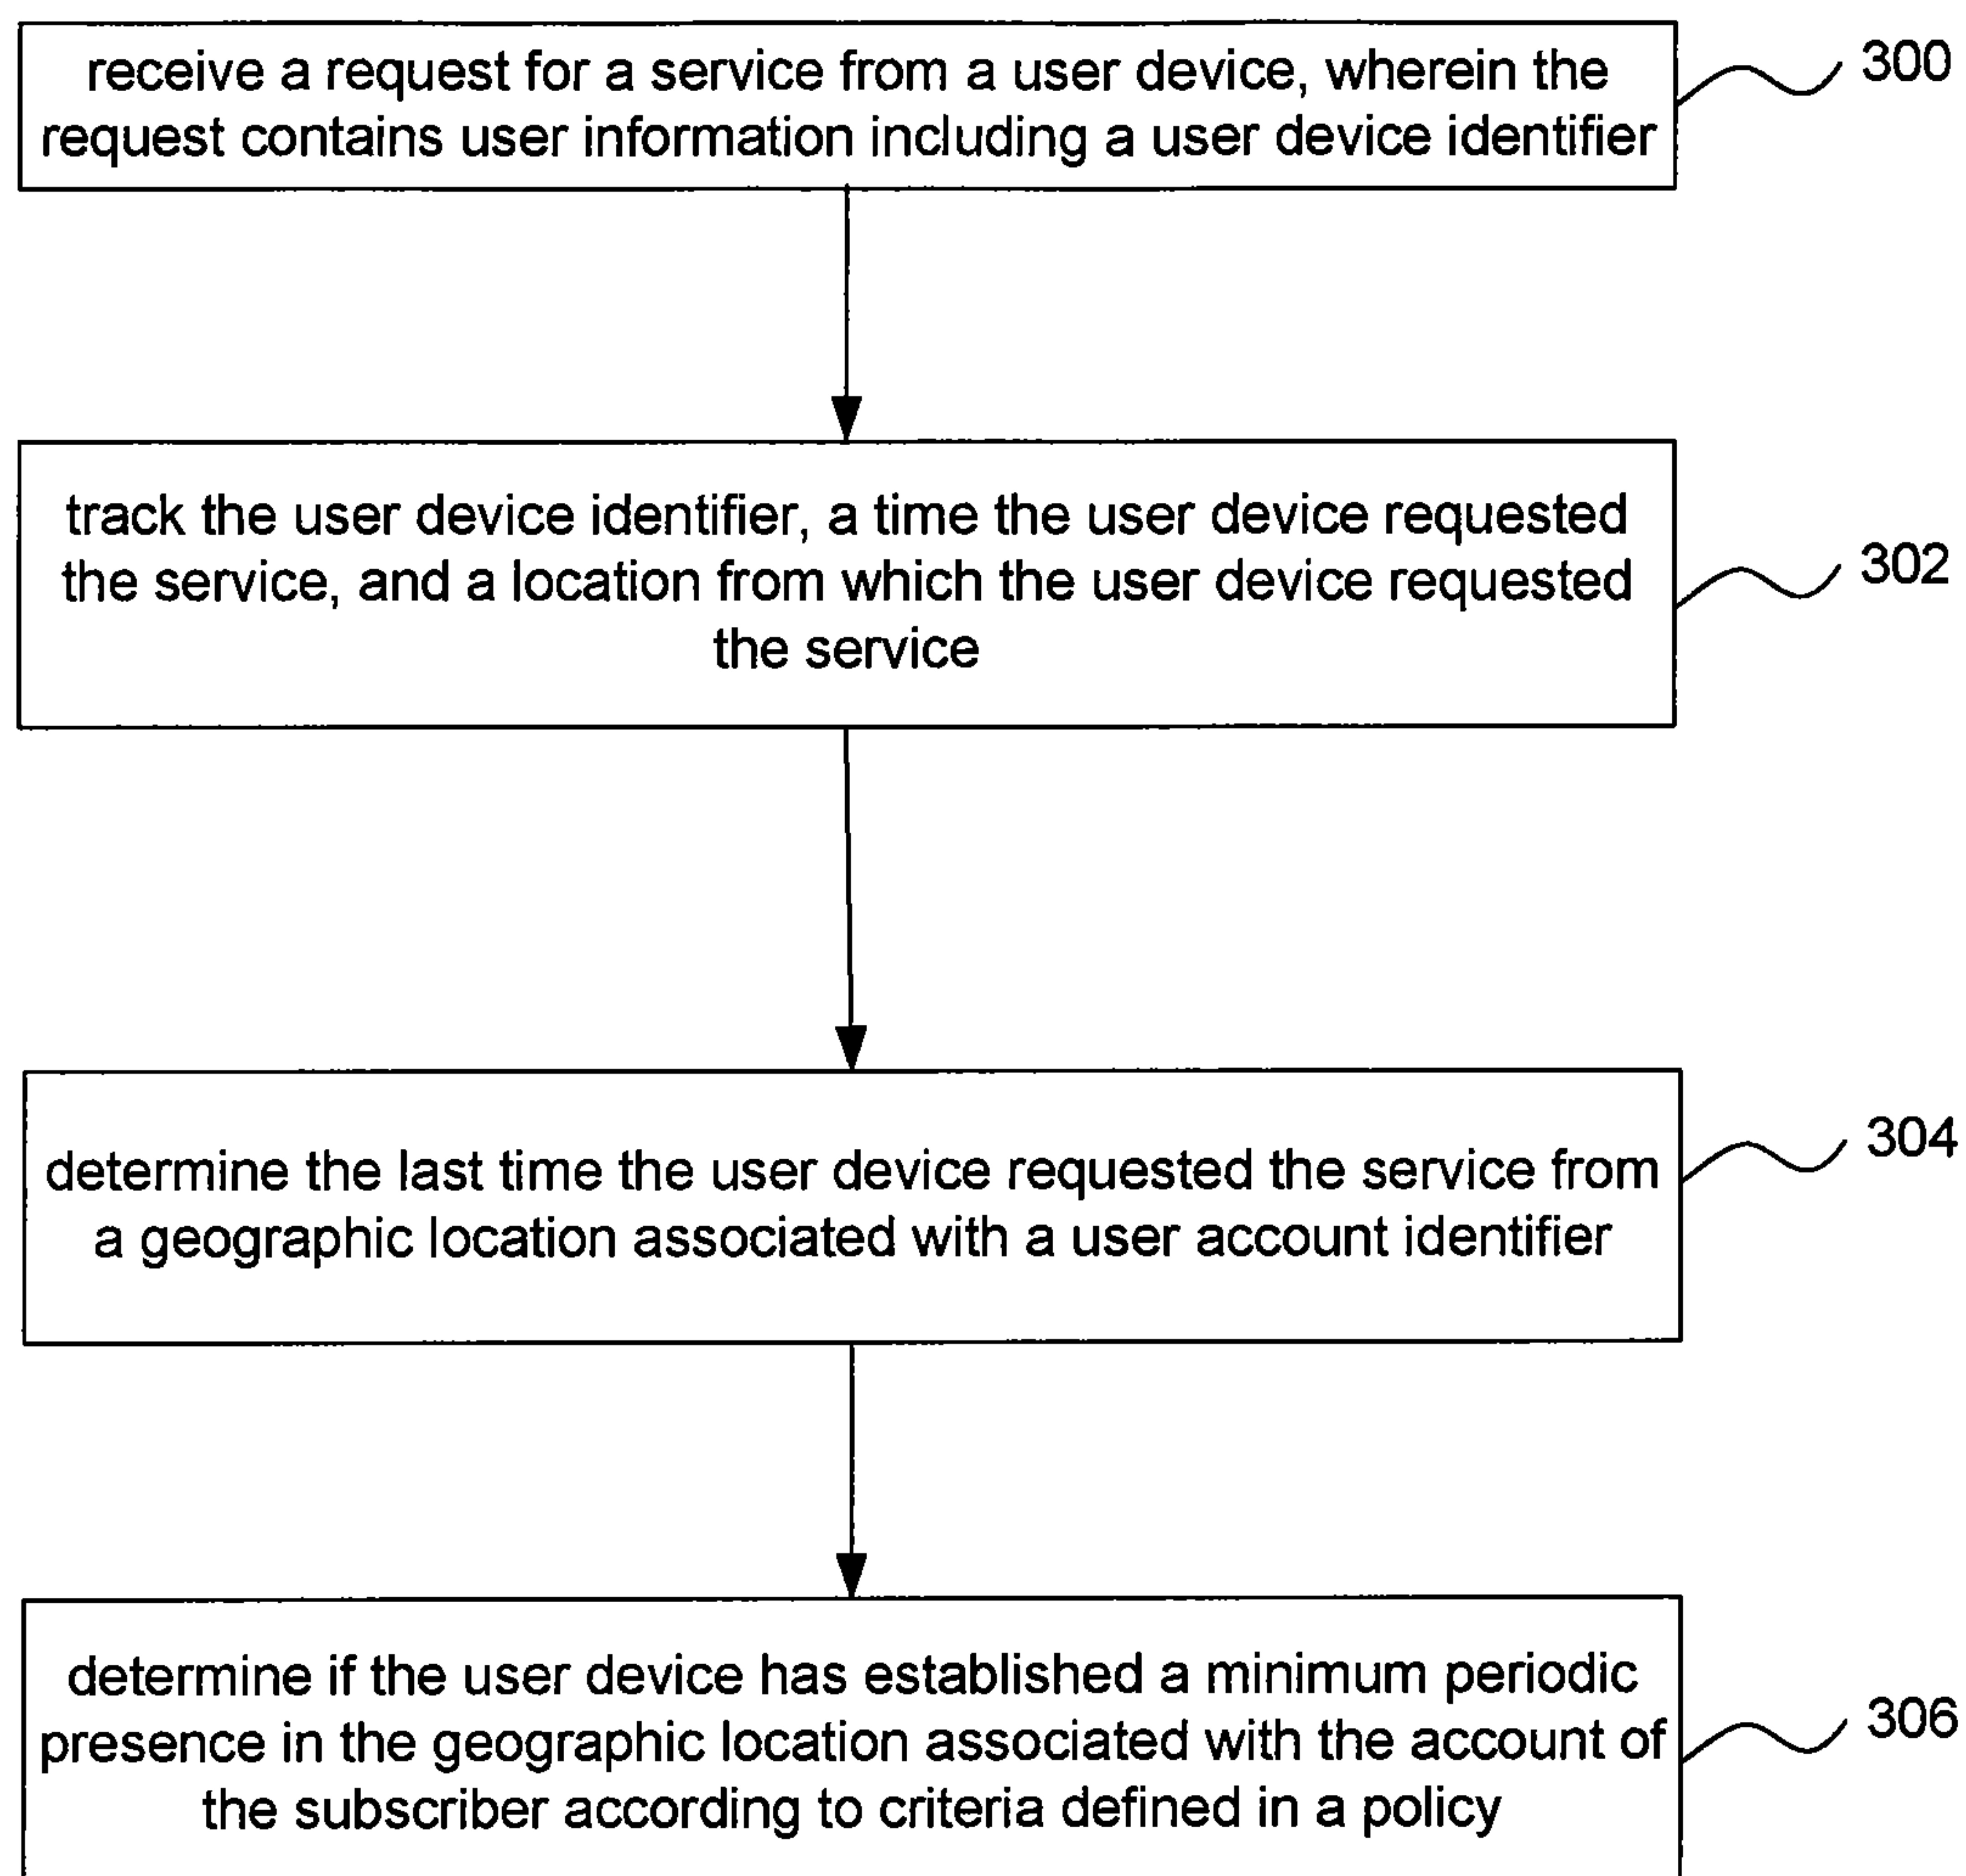 receive a request for a service from a user device, wherein the
request contains user information including a user device identifier
300
track the user device identifier, a time the user device requested
the service, and a location from which the user device requested
the service
302
determine the last time the user device requested the service from
a geographic location associated with a user account identifier
304
determine if the user device has established a minimum periodic
presence in the geographic location associated with the account of
the subscriber according to criteria defined in a policy
306